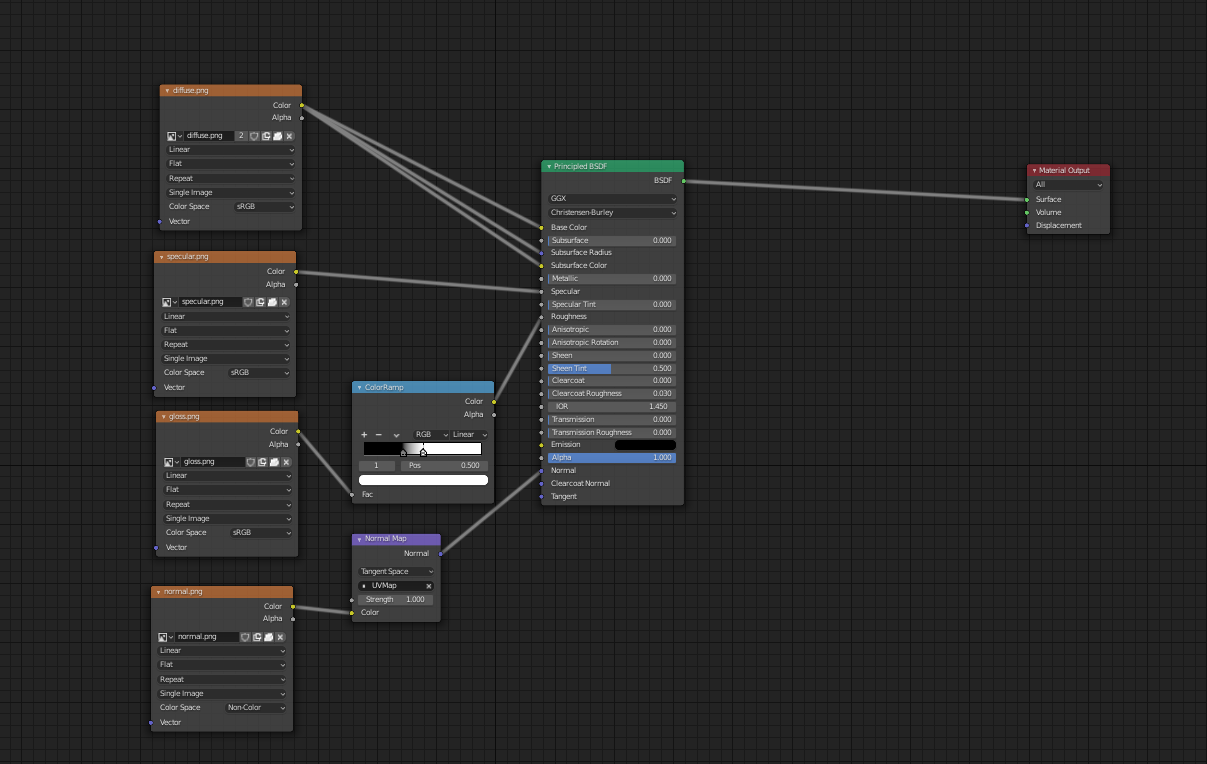 diffuse.png
Color
Alpha
diffuse.png 2
Linear
Flat
Repeat
Single Image
Color Space sRGB
Vector
specular.png
Color
Alpha
specular.png
Linear
Flat
Repeat
Single Image
Color Space sRGB
Vector
gloss.png
Color
Alpha
gloss.png
Linear
Flat
Repeat
Single Image
Color Space sRGB
Vector
normal.png
Color
Alpha
normal.png
Linear
Flat
Repeat
Single Image
Color Space Non-Color
Vector
ColorRamp
Color
Alpha
RGB Linear
1 Pos 0.500
Fac
Normal Map
Normal
Tangent Space
UVMap
Strength 1.000
Color
Principled BSDF
BSDF
GGX
Christensen-Burley
Base Color
Subsurface 0.000
Subsurface Radius
Subsurface Color
Metallic 0.000
Specular
Specular Tint 0.000
Roughness
Anisotropic 0.000
Anisotropic Rotation 0.000
Sheen 0.000
Sheen Tint 0.500
Clearcoat 0.000
Clearcoat Roughness 0.030
IOR 1.450
Transmission 0.000
Transmission Roughness 0.000
Emission
Alpha 1.000
Normal
Clearcoat Normal
Tangent
Material Output
All
Surface
Volume
Displacement